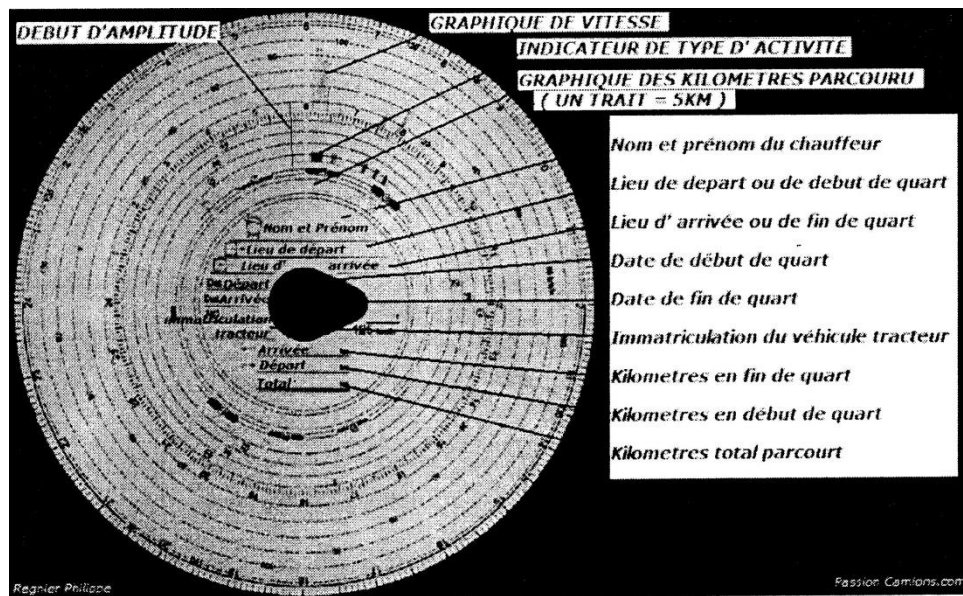 DEBUT D'AMPLITUDE
GRAPHIQUE DE VITESSE
INDICATEUR DE TYPE D' ACTIVITE
GRAPHIQUE DES KILOMETRES PARCOURU
( UN TRAIT = 5KM )
Nom et prénom du chauffeur
Lieu de depart ou de debut de quart
Lieu d' arrivée ou de fin de quart
Date de début de quart
Date de fin de quart
Immatriculation du véhicule tracteur
Kilometres en fin de quart
Kilometres en début de quart
Kilometres total parcourt
Nom et Prénom
Lieu de départ
Lieu d' arrivée
Départ
Arrivée
immatriculation
tracteur
Arrivée
Départ
Total
Regnier Philippe
Passion Camions.com